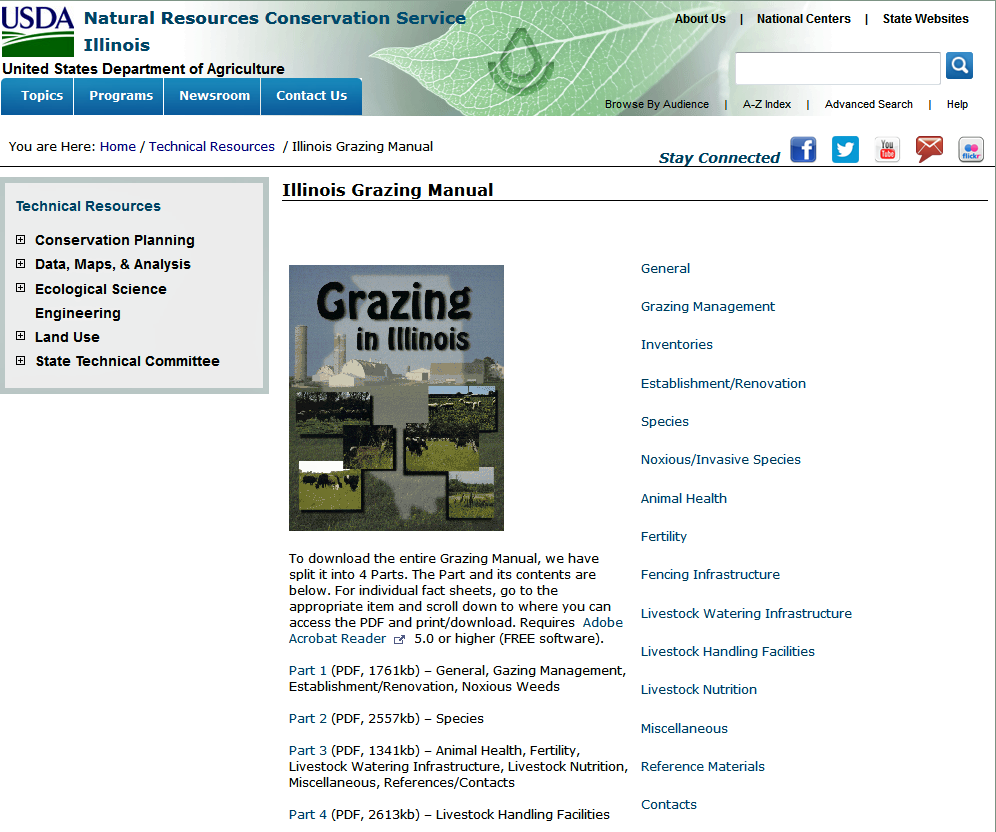 USDA
Natural Resources Conservation Service
Illinois
United States Department of Agriculture
About Us | National Centers | State Websites
Topics Programs Newsroom Contact Us
Browse By Audience | A-Z Index | Advanced Search | Help
You are Here: Home / Technical Resources / Illinois Grazing Manual
Stay Connected
You
Tube
flickr
Technical Resources
Conservation Planning
Data, Maps, & Analysis
Ecological Science
Engineering
Land Use
State Technical Committee
Illinois Grazing Manual
Grazing
in Illinois
To download the entire Grazing Manual, we have
split it into 4 Parts. The Part and its contents are
below. For individual fact sheets, go to the
appropriate item and scroll down to where you can
access the PDF and print/download. Requires Adobe
Acrobat Reader 5.0 or higher (FREE software).
Part 1 (PDF, 1761kb) – General, Gazing Management,
Establishment/Renovation, Noxious Weeds
Part 2 (PDF, 2557kb) – Species
Part 3 (PDF, 1341kb) – Animal Health, Fertility,
Livestock Watering Infrastructure, Livestock Nutrition,
Miscellaneous, References/Contacts
Part 4 (PDF, 2613kb) – Livestock Handling Facilities
General
Grazing Management
Inventories
Establishment/Renovation
Species
Noxious/Invasive Species
Animal Health
Fertility
Fencing Infrastructure
Livestock Watering Infrastructure
Livestock Handling Facilities
Livestock Nutrition
Miscellaneous
Reference Materials
Contacts